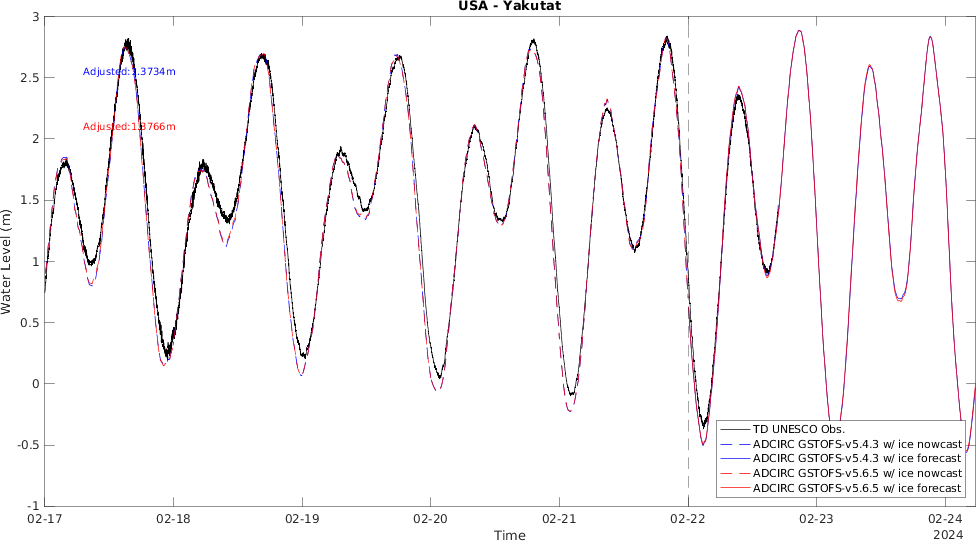 USA - Yakutat
3
2.5
2
1.5
1
0.5
0
-0.5
-1
Water Level (m)
Adjusted:1.3734m
Adjusted:1.3766m
02-17 02-18 02-19 02-20 02-21 02-22 02-23 02-24
Time
2024
TD UNESCO Obs.
ADCIRC GSTOFS-v5.4.3 w/ ice nowcast
ADCIRC GSTOFS-v5.4.3 w/ ice forecast
ADCIRC GSTOFS-v5.6.5 w/ ice nowcast
ADCIRC GSTOFS-v5.6.5 w/ ice forecast